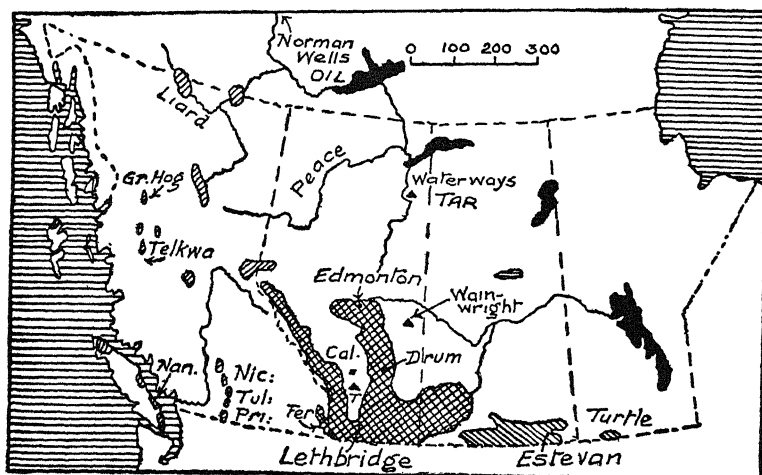 Norman
Wells
OIL
0 100 200 300
Liard
Peace
Gr. Hog
Waterways
TAR
Telkwa
Edmonton
Wain-
wright
Cal.
Drum
Nan.
Nic:
Tul:
Pri:
T
Fer
Turtle
Lethbridge
Estevan